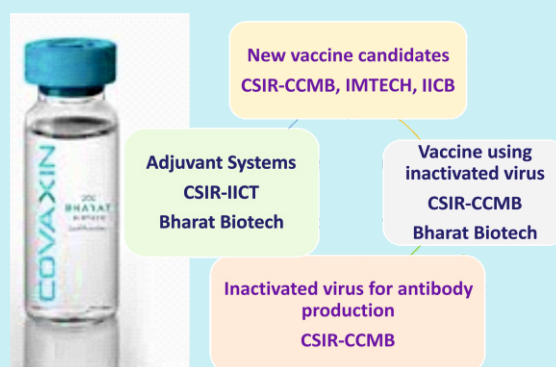 COVAXIN
BHARAT
BIOTECH
New vaccine candidates
CSIR-CCMB, IMTECH, IICB
Adjuvant Systems
CSIR-IICT
Bharat Biotech
Vaccine using
inactivated virus
CSIR-CCMB
Bharat Biotech
Inactivated virus for antibody
production
CSIR-CCMB